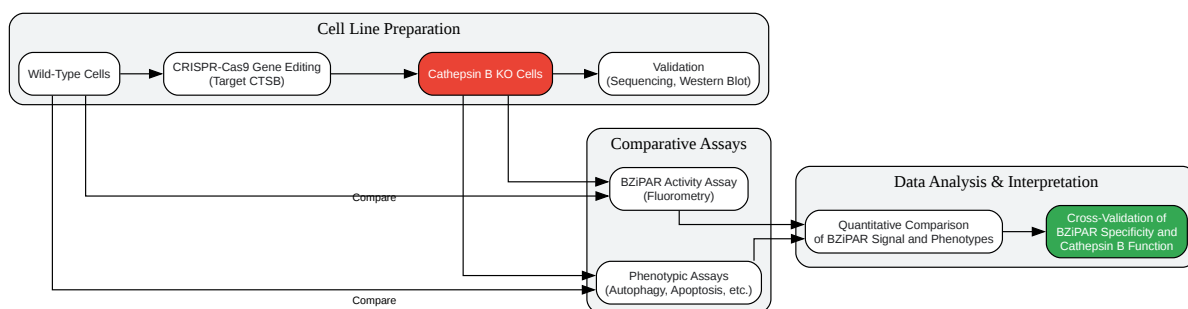 Cell Line Preparation
Wild-Type Cells
CRISPR-Cas9 Gene Editing
(Target CTSB)
Cathepsin B KO Cells
Validation
(Sequencing, Western Blot)
Comparative Assays
BZiPAR Activity Assay
(Fluorometry)
Compare
Phenotypic Assays
(Autophagy, Apoptosis, etc.)
Compare
Data Analysis & Interpretation
Quantitative Comparison
of BZiPAR Signal and Phenotypes
Cross-Validation of
BZiPAR Specificity and
Cathepsin B Function